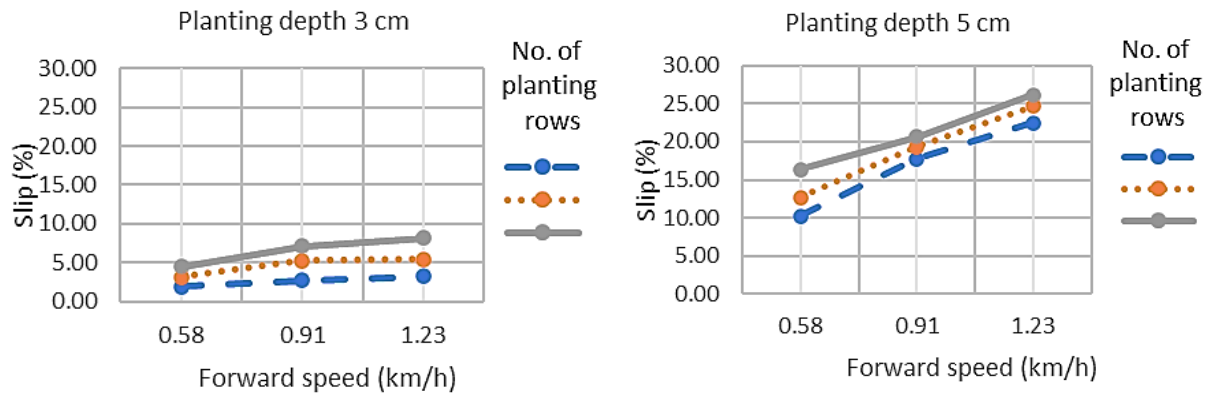 Planting depth 3 cm
30.00
25.00
20.00
15.00
10.00
5.00
0.00
Slip (%)
0.58 0.91 1.23
Forward speed (km/h)
No. of
planting
rows
Planting depth 5 cm
30.00
25.00
20.00
15.00
10.00
5.00
0.00
Slip (%)
0.58 0.91 1.23
Forward speed (km/h)
No. of
planting
rows